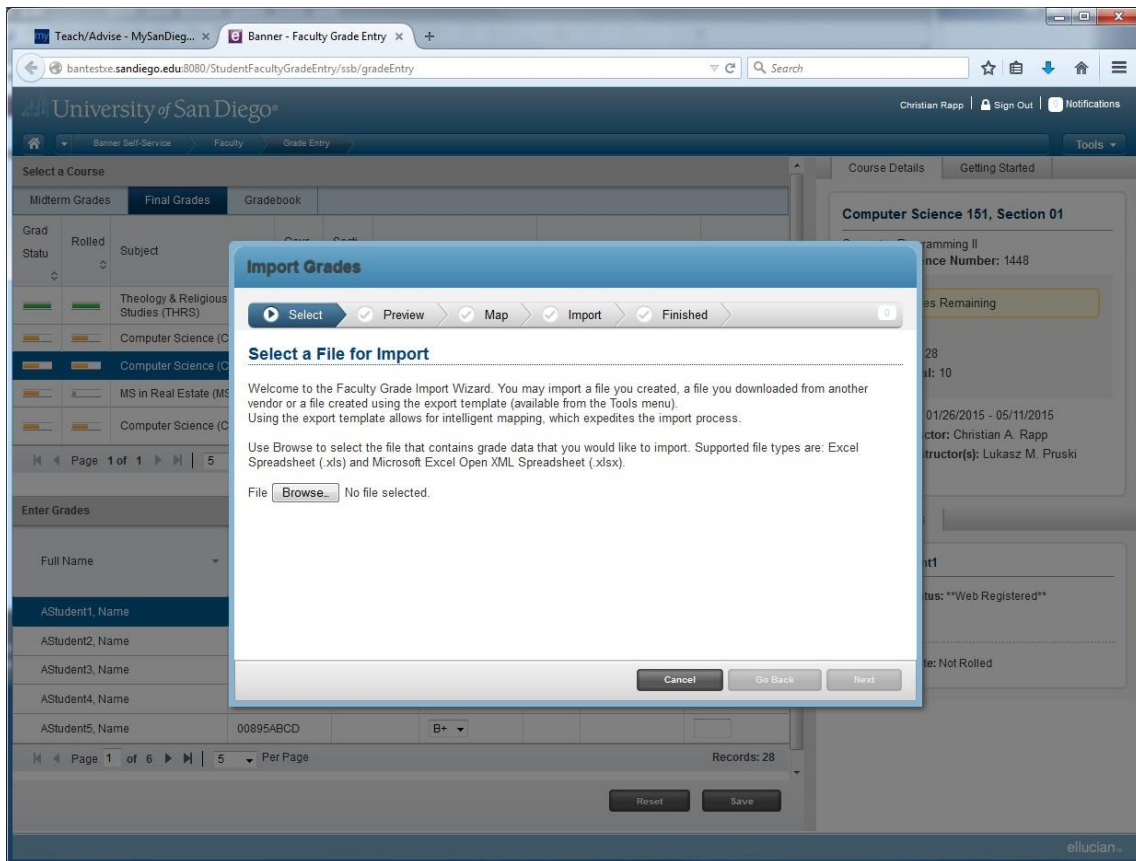 Teach/Advise - MySanDieg...
Banner - Faculty Grade Entry
bantestxe.sandiego.edu:8080/StudentFacultyGradeEntry/ssb/gradeEntry
Search
University of San Diego
Christian Rapp
Sign Out
0 Notifications
Banner Self-Service
Faculty
Grade Entry
Tools
Select a Course
Midterm Grades
Final Grades
Gradebook
Grad
Statu
Rolled
Subject
Theology & Religious
Studies (THRS)
Computer Science (C
Computer Science (C
MS in Real Estate (MS
Computer Science (C
Page 1 of 1
5
Import Grades
Select
Preview
Map
Import
Finished
0
Select a File for Import
Welcome to the Faculty Grade Import Wizard. You may import a file you created, a file you downloaded from another
vendor or a file created using the export template (available from the Tools menu).
Using the export template allows for intelligent mapping, which expedites the import process.
Use Browse to select the file that contains grade data that you would like to import. Supported file types are: Excel
Spreadsheet (.xls) and Microsoft Excel Open XML Spreadsheet (.xlsx).
File Browse_ No file selected.
Cancel
Go Back
Next
Enter Grades
Full Name
AStudent1, Name
AStudent2, Name
AStudent3, Name
AStudent4, Name
AStudent5, Name
00895ABCD
B+
Page 1 of 6
5
Per Page
Records: 28
Reset
Save
Course Details
Getting Started
Computer Science 151, Section 01
ramming II
nce Number: 1448
es Remaining
28
al: 10
01/26/2015 - 05/11/2015
ctor: Christian A. Rapp
tructor(s): Lukasz M. Pruski
nt1
tus: **Web Registered**
te: Not Rolled
ellucian